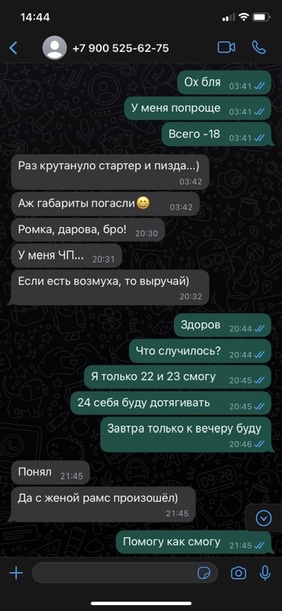 14:44
+7 900 525-62-75
Ох бля 03:41
У меня попроще 03:41
Всего -18 03:41
Раз крутануло стартер и пизда...)
03:42
Аж габариты погасли😀 03:42
Ромка, дарова, бро! 20:30
У меня ЧП... 20:31
Если есть возмуха, то выручай)
20:32
Здоров 20:44
Что случилось? 20:44
Я только 22 и 23 смогу 20:45
24 себя буду дотягивать 20:45
Завтра только к вечеру буду
20:46
Понял 21:45
Да с женой рамс произошёл)
21:45
Помогу как смогу 21:45